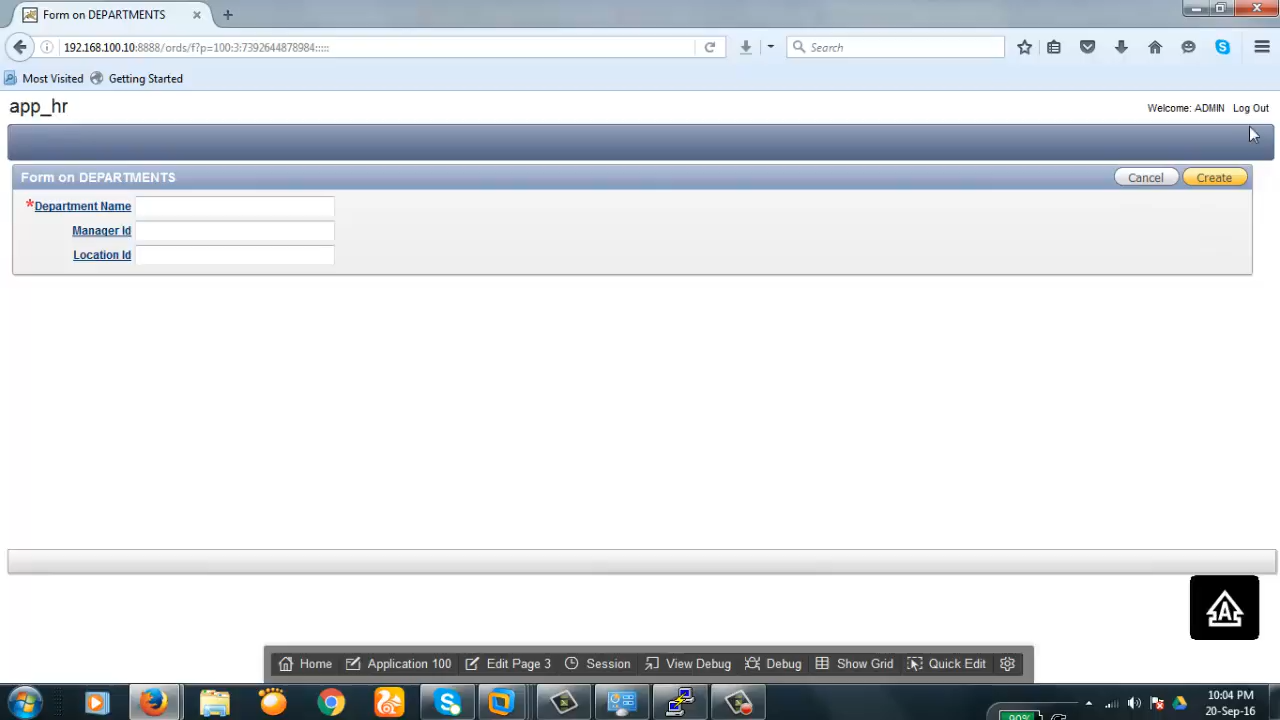 Form on DEPARTMENTS
192.168.100.10:8888/ords/f?p=100:3:7392644878984:::::
Search
Most Visited
Getting Started
app_hr
Welcome: ADMIN Log Out
Form on DEPARTMENTS
Cancel
Create
*Department Name
Manager Id
Location Id
A
Home
Application 100
Edit Page 3
Session
View Debug
Debug
Show Grid
Quick Edit
10:04 PM
20-Sep-16
90%